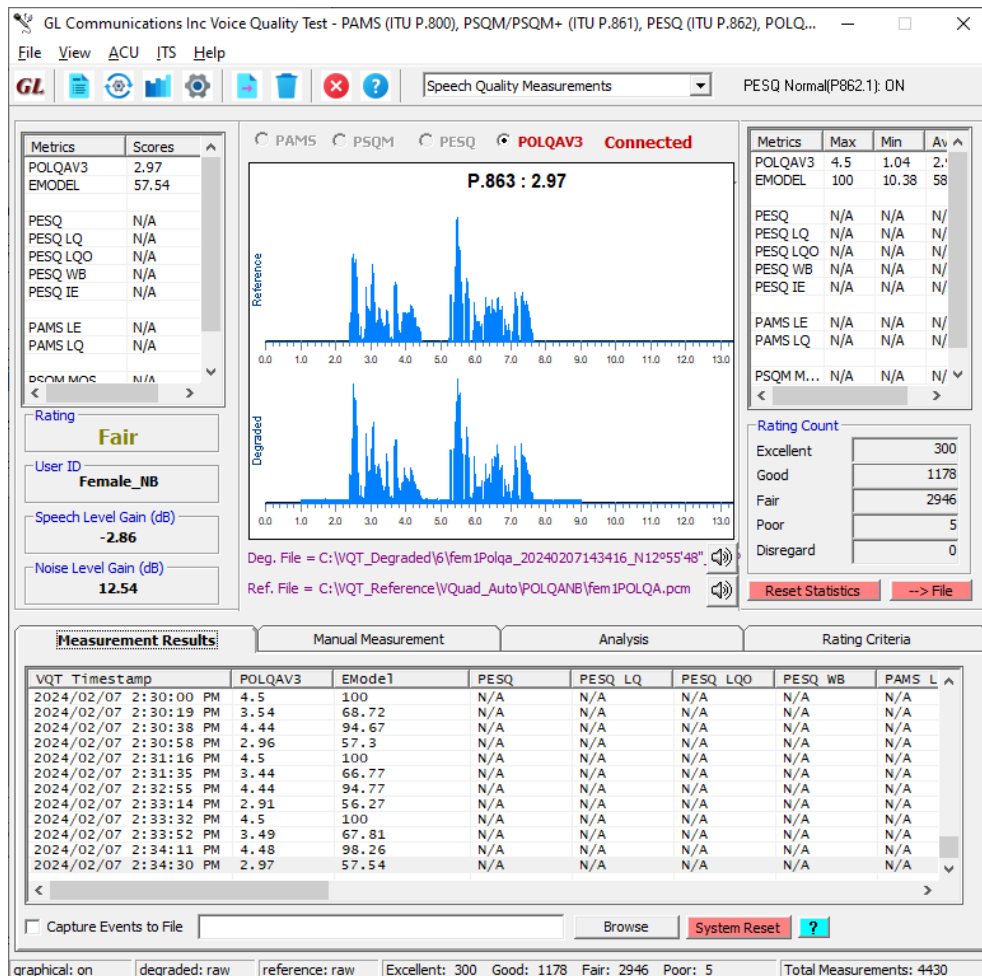 GL Communications Inc Voice Quality Test - PAMS (ITU P.800), PSQM/PSQM+ (ITU P.861), PESQ (ITU P.862), POLQ...
File View ACU ITS Help
GL Speech Quality Measurements PESQ Normal(P862.1): ON
PAMS PSQM PESQ POLQAV3 Connected
Metrics Scores
POLQAV3 2.97
EMODEL 57.54
PESQ N/A
PESQ LQ N/A
PESQ LQO N/A
PESQ WB N/A
PESQ IE N/A
PAMS LE N/A
PAMS LQ N/A
PSQM MOS N/A
Rating
Fair
User ID
Female_NB
Speech Level Gain (dB)
-2.86
Noise Level Gain (dB)
12.54
P.863 : 2.97
Reference
0.0 1.0 2.0 3.0 4.0 5.0 6.0 7.0 8.0 9.0 10.0 11.0 12.0 13.0
Degraded
0.0 1.0 2.0 3.0 4.0 5.0 6.0 7.0 8.0 9.0 10.0 11.0 12.0 13.0
Deg. File = C:\VQT_Degraded\6\fem1Polqa_20240207143416_N12º55'48"_
Ref. File = C:\VQT_Reference\VQuad_Auto\POLQANB\fem1POLQA.pcm
Metrics Max Min Av
POLQAV3 4.5 1.04 2.
EMODEL 100 10.38 58
PESQ N/A N/A N/
PESQ LQ N/A N/A N/
PESQ LQO N/A N/A N/
PESQ WB N/A N/A N/
PESQ IE N/A N/A N/
PAMS LE N/A N/A N/
PAMS LQ N/A N/A N/
PSQM M... N/A N/A N/
Rating Count
Excellent 300
Good 1178
Fair 2946
Poor 5
Disregard 0
Reset Statistics --> File
Measurement Results Manual Measurement Analysis Rating Criteria
VQT Timestamp POLQAV3 EModel PESQ PESQ LQ PESQ LQO PESQ WB PAMS L
2024/02/07 2:30:00 PM 4.5 100 N/A N/A N/A N/A N/A
2024/02/07 2:30:19 PM 3.54 68.72 N/A N/A N/A N/A N/A
2024/02/07 2:30:38 PM 4.44 94.67 N/A N/A N/A N/A N/A
2024/02/07 2:30:58 PM 2.96 57.3 N/A N/A N/A N/A N/A
2024/02/07 2:31:16 PM 4.5 100 N/A N/A N/A N/A N/A
2024/02/07 2:31:35 PM 3.44 66.77 N/A N/A N/A N/A N/A
2024/02/07 2:32:55 PM 4.44 94.77 N/A N/A N/A N/A N/A
2024/02/07 2:33:14 PM 2.91 56.27 N/A N/A N/A N/A N/A
2024/02/07 2:33:32 PM 4.5 100 N/A N/A N/A N/A N/A
2024/02/07 2:33:52 PM 3.49 67.81 N/A N/A N/A N/A N/A
2024/02/07 2:34:11 PM 4.48 98.26 N/A N/A N/A N/A N/A
2024/02/07 2:34:30 PM 2.97 57.54 N/A N/A N/A N/A N/A
Capture Events to File Browse System Reset ?
graphical: on degraded: raw reference: raw Excellent: 300 Good: 1178 Fair: 2946 Poor: 5 Total Measurements: 4430